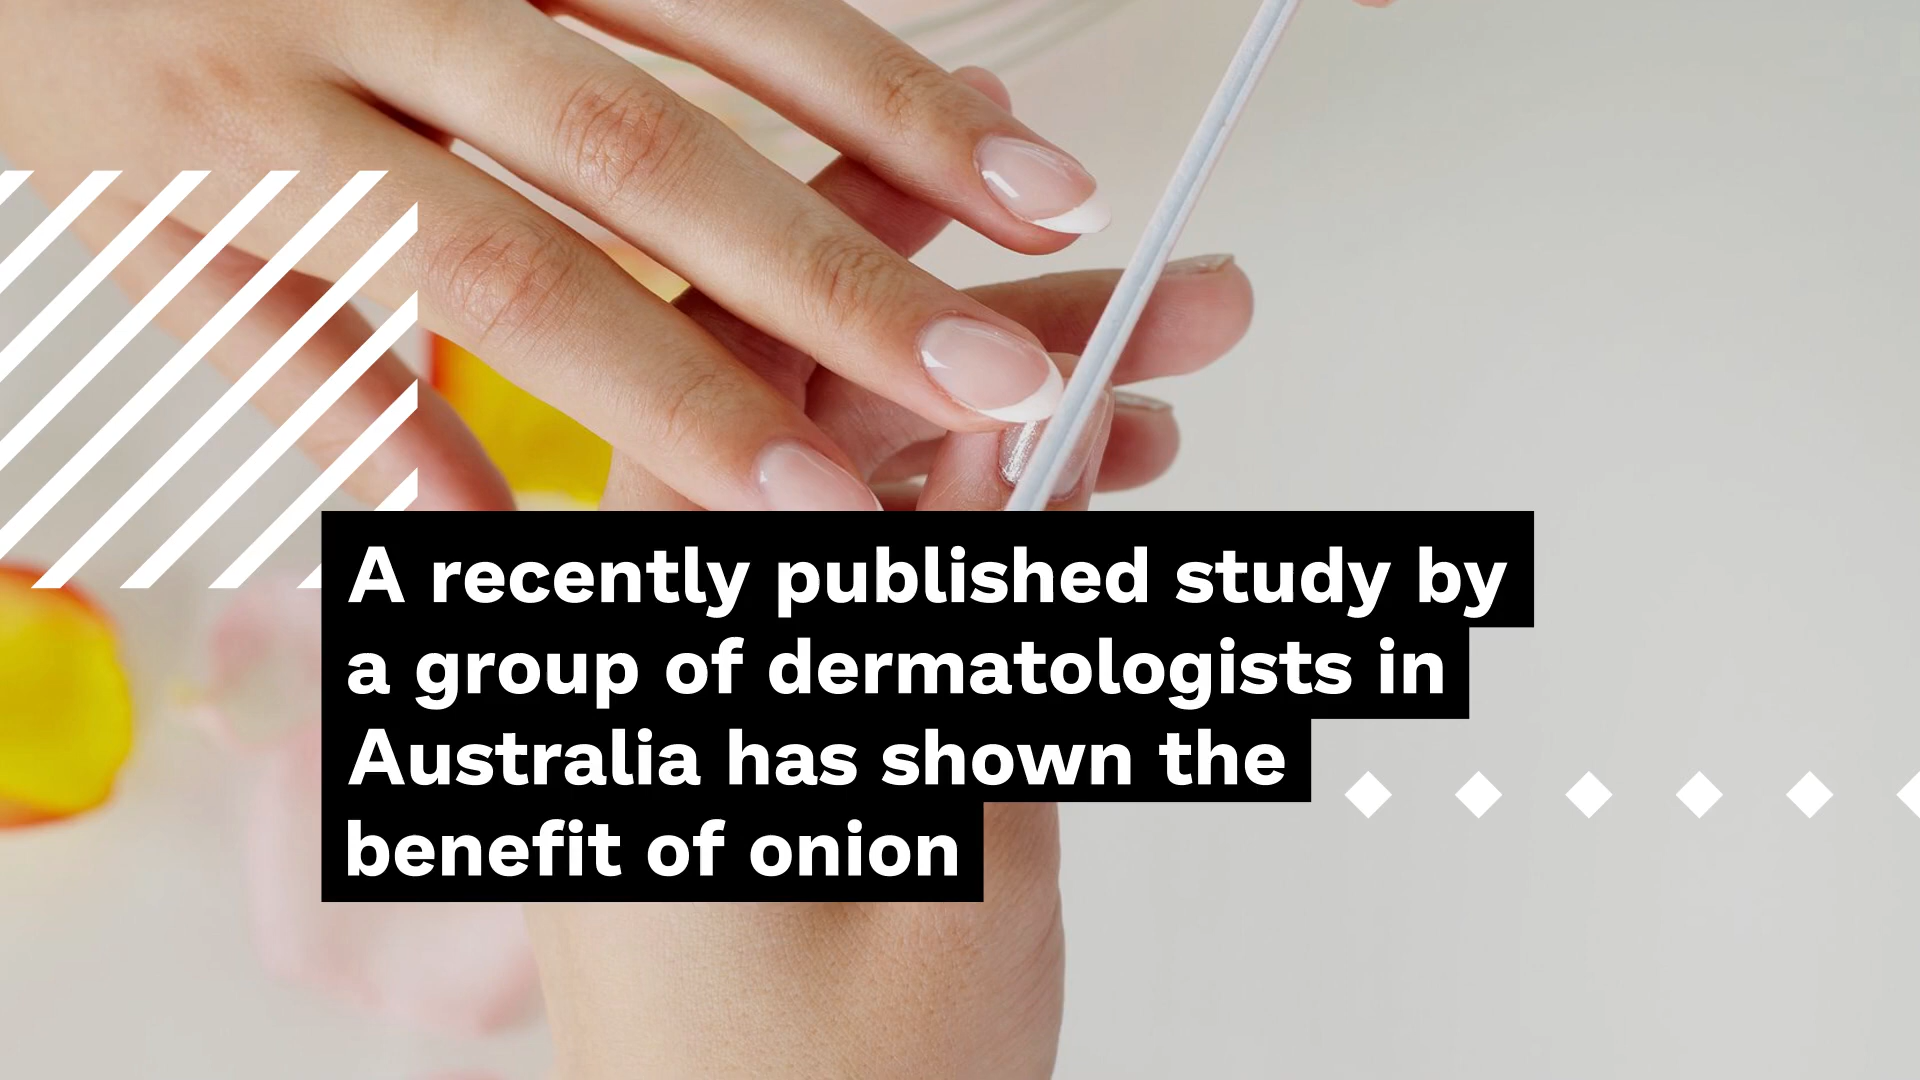 A recently published study by
a group of dermatologists in
Australia has shown the
benefit of onion